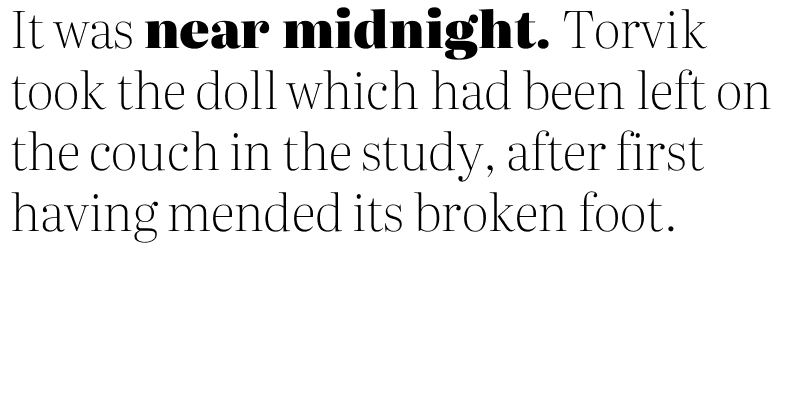 It was near midnight. Torvik
took the doll which had been left on
the couch in the study, after first
having mended its broken foot.